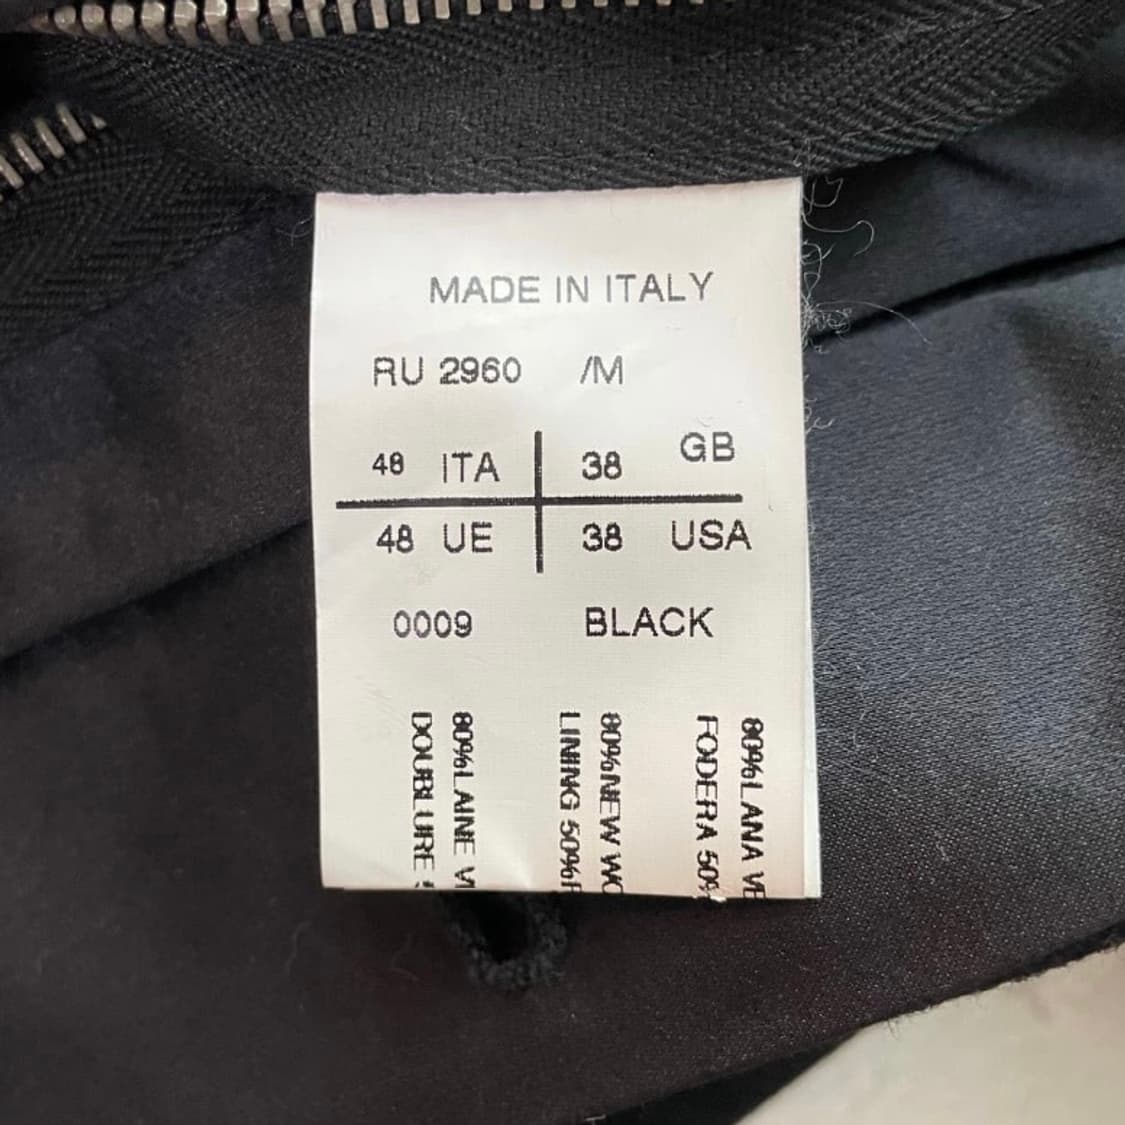 MADE IN ITALY
RU 2960 /M
48 ITA 38 GB
48 UE 38 USA
0009 BLACK
80%LANA
FODERA
80%NEW
LINING 50%
80%LAINE
DOUBLURE